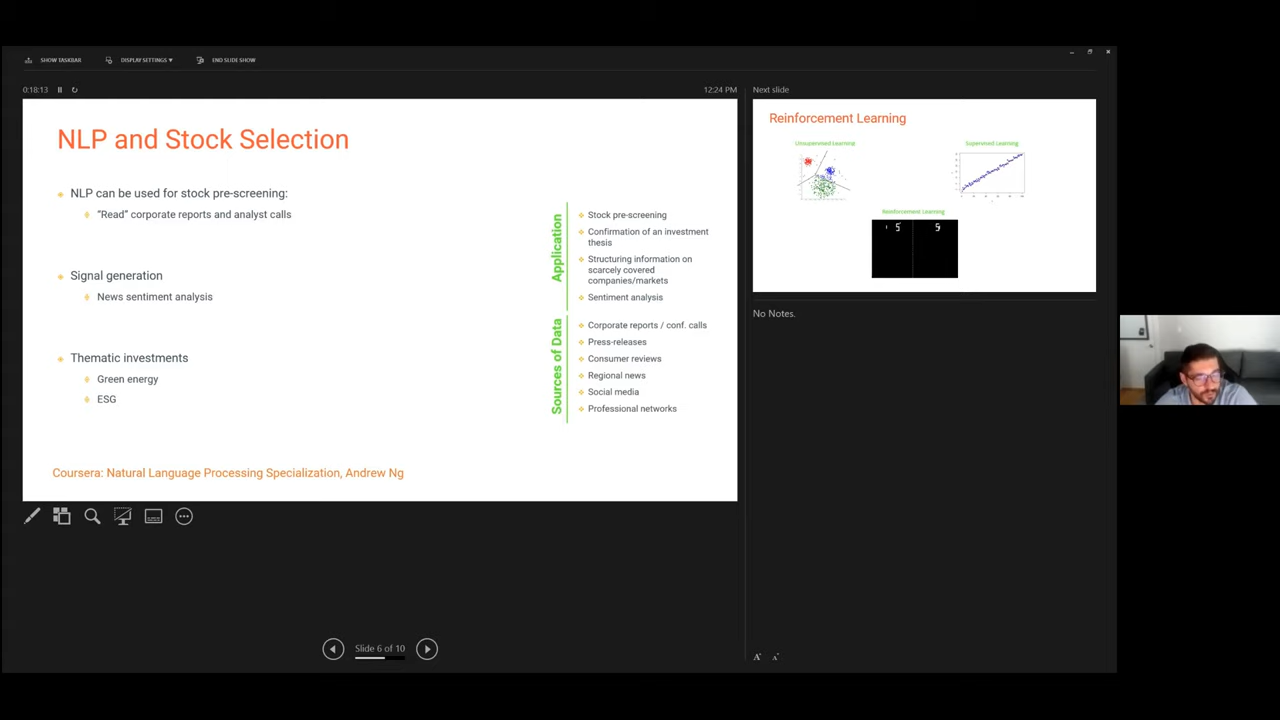 SHOW TASKBAR
DISPLAY SETTINGS ▼
END SLIDE SHOW
0:18:13
12:24 PM
NLP and Stock Selection
NLP can be used for stock pre-screening:
“Read” corporate reports and analyst calls
Signal generation
News sentiment analysis
Thematic investments
Green energy
ESG
Application
Stock pre-screening
Confirmation of an investment
thesis
Structuring information on
scarcely covered
companies/markets
Sentiment analysis
Sources of Data
Corporate reports / conf. calls
Press-releases
Consumer reviews
Regional news
Social media
Professional networks
Coursera: Natural Language Processing Specialization, Andrew Ng
Slide 6 of 10
Next slide
Reinforcement Learning
Unsupervised Learning
Supervised Learning
Reinforcement Learning
No Notes.
A
A